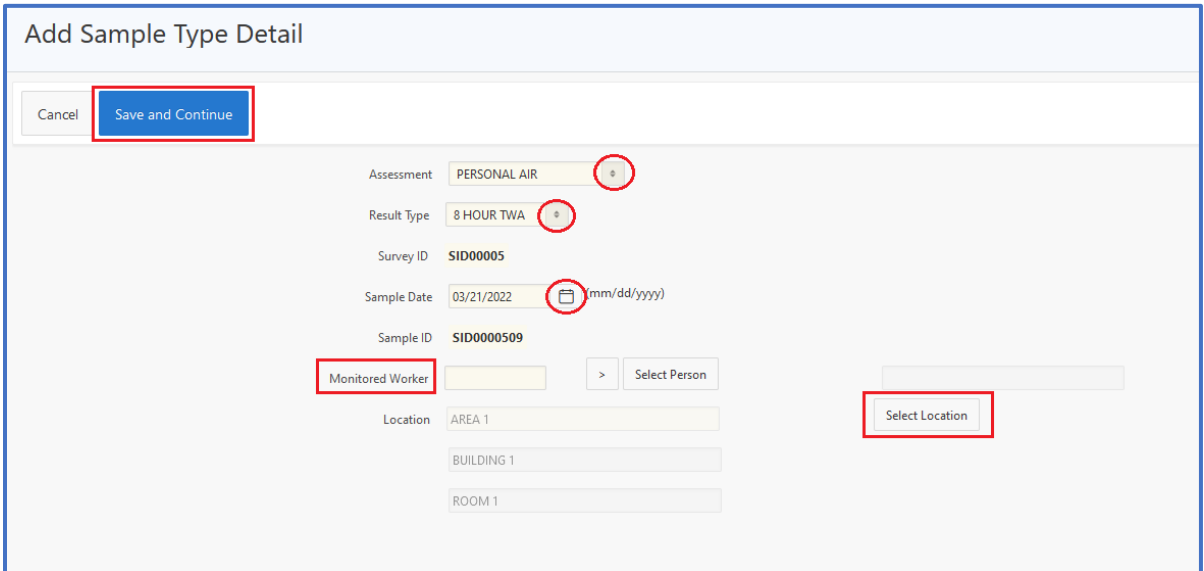 Add Sample Type Detail
Cancel Save and Continue
Assessment PERSONAL AIR
Result Type 8 HOUR TWA
Survey ID SID00005
Sample Date 03/21/2022 (mm/dd/yyyy)
Sample ID SID0000509
Monitored Worker > Select Person
Location AREA 1 Select Location
BUILDING 1
ROOM 1